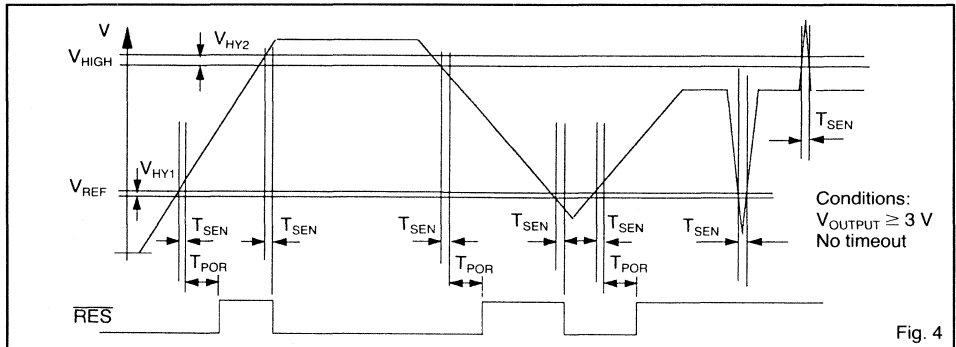 V
V_HY2
V_HIGH
T_SEN
V_HY1
V_REF
Conditions:
V_OUTPUT ≥ 3 V
No timeout
T_SEN T_SEN T_SEN T_SEN T_SEN T_SEN
T_POR T_POR T_POR
RES
Fig. 4